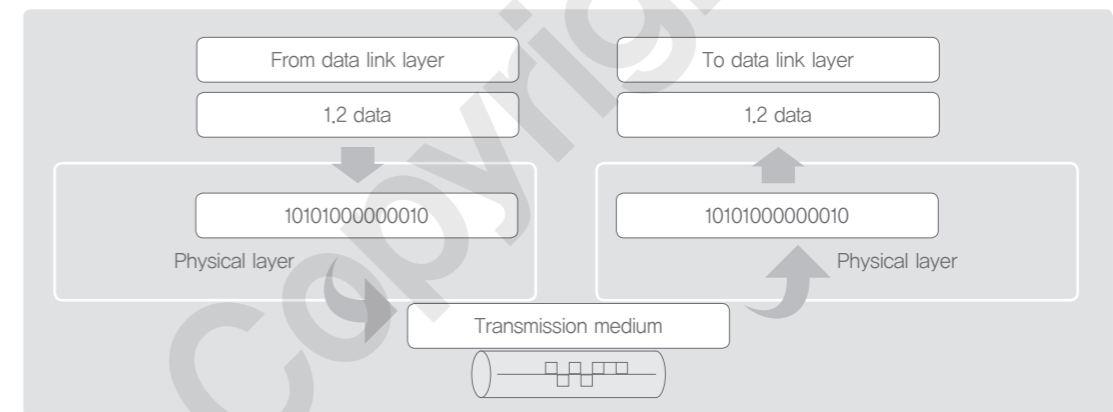 From data link layer
To data link layer
1,2 data
1,2 data
10101000000010
10101000000010
Physical layer
Physical layer
Transmission medium
Copyrig